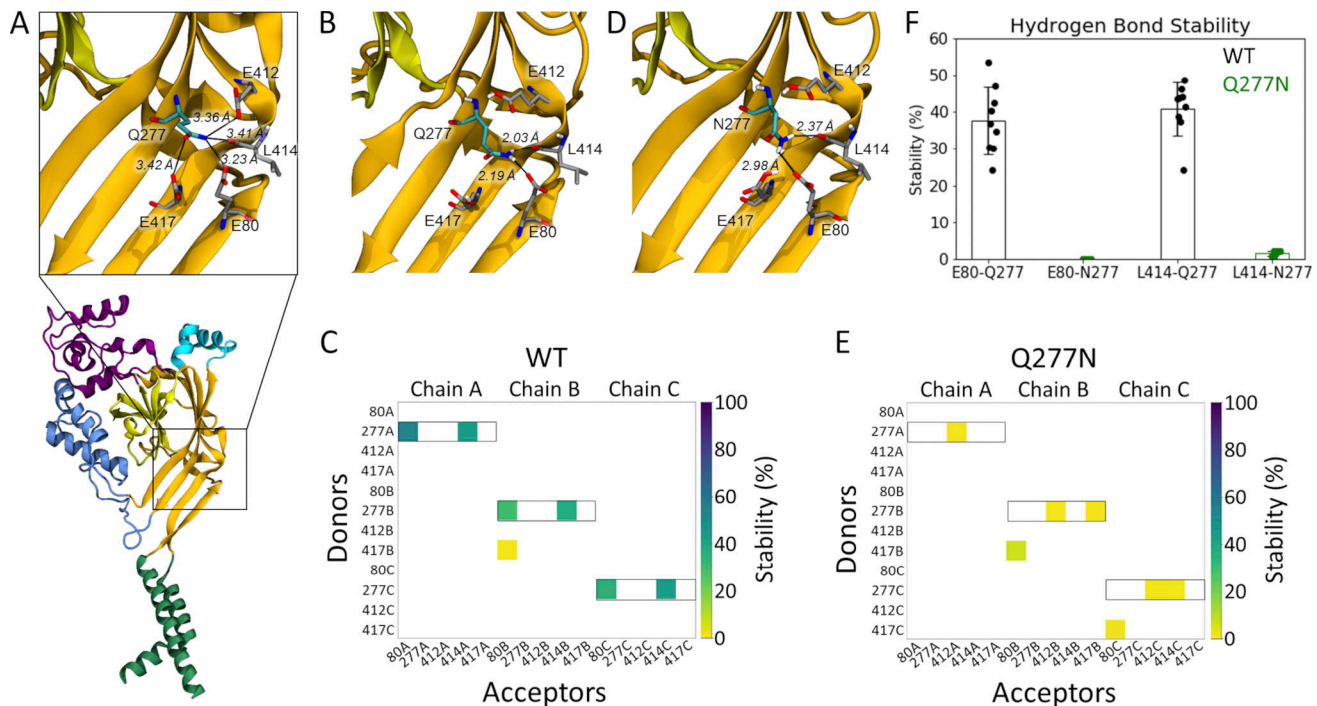 A
E412
3.36 Å
Q277
3.41 Å
L414
3.42 Å
3.23 Å
E417
E80
B
E412
Q277
2.03 Å
L414
2.19 Å
E417
E80
D
E412
N277
2.37 Å
L414
2.98 Å
E417
E80
F
Hydrogen Bond Stability
WT
Q277N
Stability (%)
60
50
40
30
20
10
0
E80-Q277 E80-N277 L414-Q277 L414-N277
C
WT
Chain A Chain B Chain C
Donors
80A
277A
412A
417A
80B
277B
412B
417B
80C
277C
412C
417C
80A 277A 412A 414A 417A 80B 277B 412B 414B 417B 80C 277C 412C 414C 417C
Acceptors
100
80
60
40
20
0
Stability (%)
E
Q277N
Chain A Chain B Chain C
Donors
80A
277A
412A
417A
80B
277B
412B
417B
80C
277C
412C
417C
80A 277A 412A 414A 417A 80B 277B 412B 414B 417B 80C 277C 412C 414C 417C
Acceptors
100
80
60
40
20
0
Stability (%)